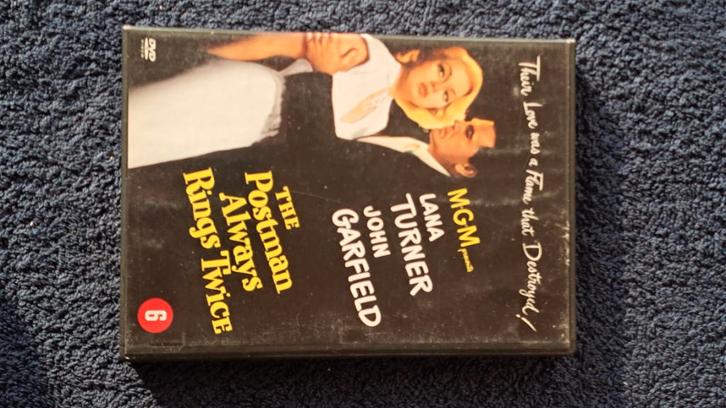 Their Love was a Flame that Destroyed!
MGM presents
LANA
TURNER
JOHN
GARFIELD
THE
Postman
Always
Rings Twice
DVD
VIDEO
6